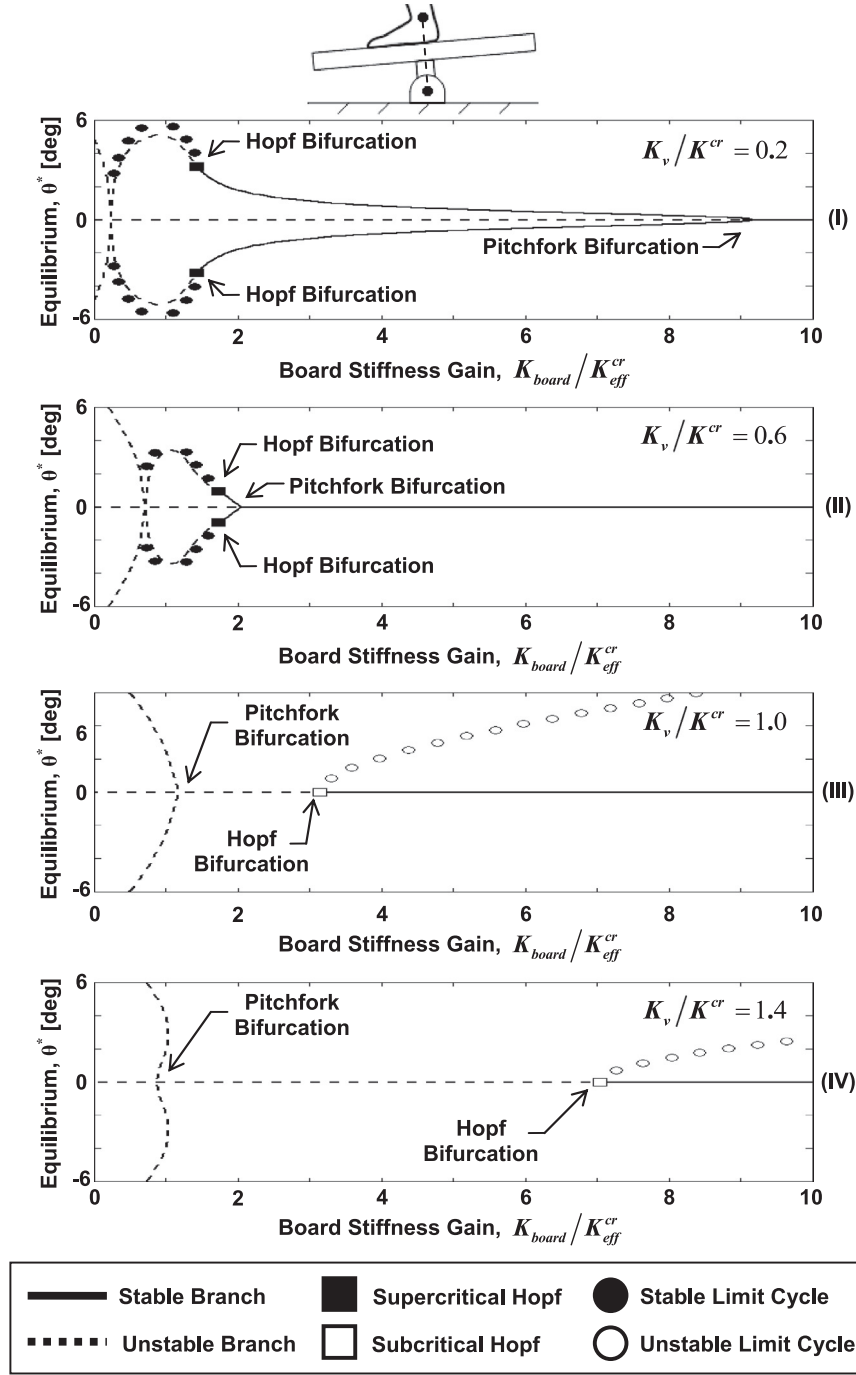 6
0
-6
Equilibrium, θ* [deg]
Hopf Bifurcation
K_v/K^cr = 0.2
Pitchfork Bifurcation
Hopf Bifurcation
(I)
0 2 4 6 8 10
Board Stiffness Gain, K_board/K_eff^cr
6
0
-6
Equilibrium, θ* [deg]
Hopf Bifurcation
K_v/K^cr = 0.6
Pitchfork Bifurcation
Hopf Bifurcation
(II)
0 2 4 6 8 10
Board Stiffness Gain, K_board/K_eff^cr
6
0
-6
Equilibrium, θ* [deg]
Pitchfork
Bifurcation
K_v/K^cr = 1.0
Hopf
Bifurcation
(III)
0 2 4 6 8 10
Board Stiffness Gain, K_board/K_eff^cr
6
0
-6
Equilibrium, θ* [deg]
Pitchfork
Bifurcation
K_v/K^cr = 1.4
Hopf
Bifurcation
(IV)
0 2 4 6 8 10
Board Stiffness Gain, K_board/K_eff^cr
Stable Branch Supercritical Hopf Stable Limit Cycle
Unstable Branch Subcritical Hopf Unstable Limit Cycle